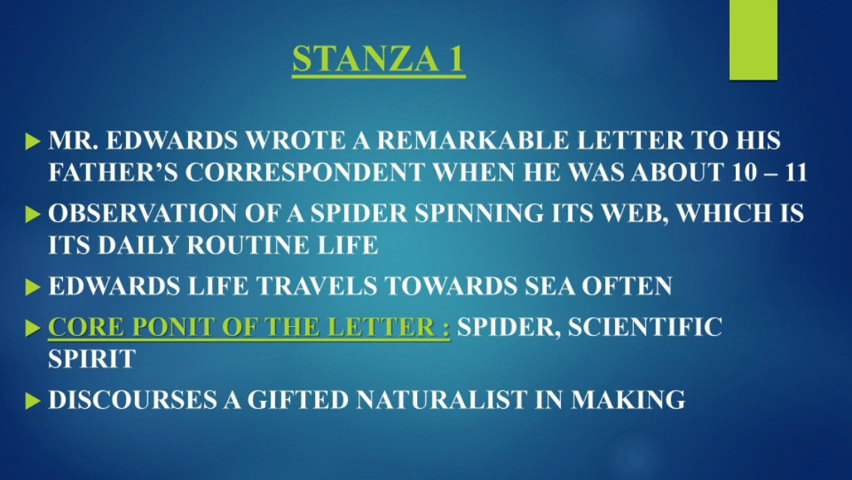 STANZA 1
MR. EDWARDS WROTE A REMARKABLE LETTER TO HIS
FATHER'S CORRESPONDENT WHEN HE WAS ABOUT 10 – 11
OBSERVATION OF A SPIDER SPINNING ITS WEB, WHICH IS
ITS DAILY ROUTINE LIFE
EDWARDS LIFE TRAVELS TOWARDS SEA OFTEN
CORE PONIT OF THE LETTER : SPIDER, SCIENTIFIC
SPIRIT
DISCOURSES A GIFTED NATURALIST IN MAKING